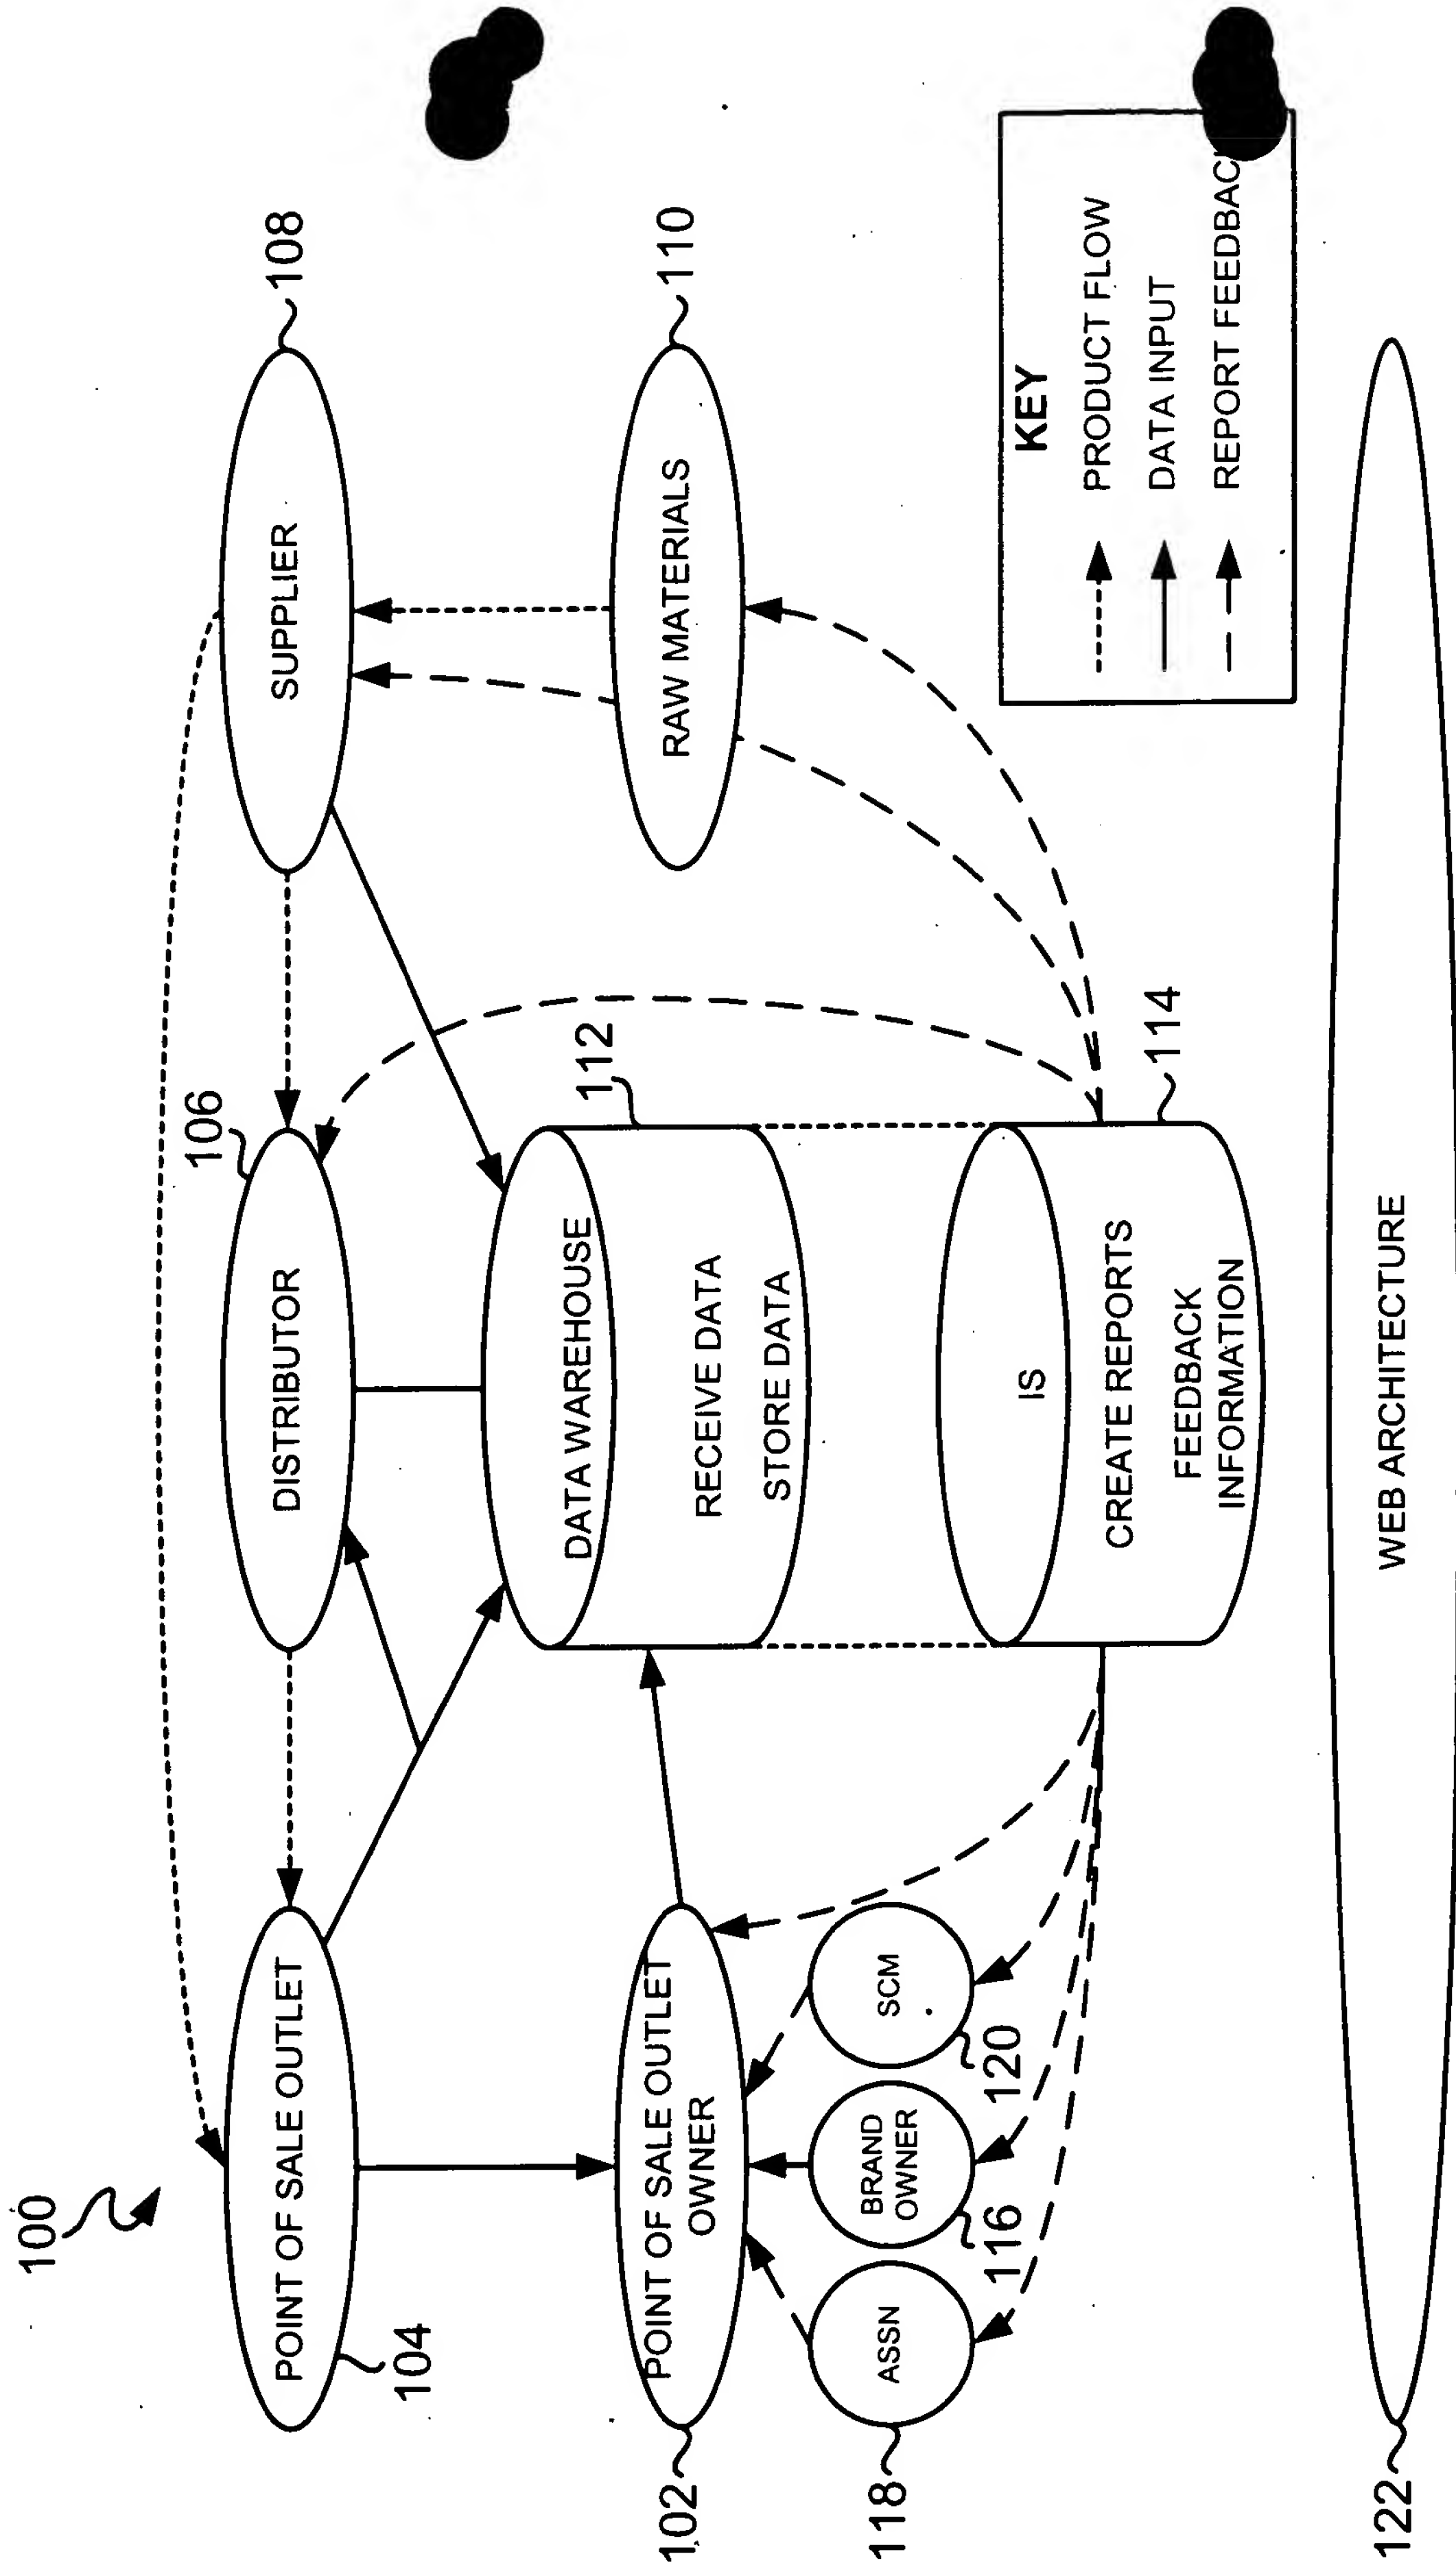 100
106
108
POINT OF SALE OUTLET
DISTRIBUTOR
SUPPLIER
104
112
110
DATA WAREHOUSE
RECEIVE DATA
STORE DATA
POINT OF SALE OUTLET
OWNER
RAW MATERIALS
102
ASSN
BRAND
OWNER
SCM
118
116
120
114
IS
CREATE REPORTS
FEEDBACK
INFORMATION
KEY
PRODUCT FLOW
DATA INPUT
REPORT FEEDBAC
WEB ARCHITECTURE
122